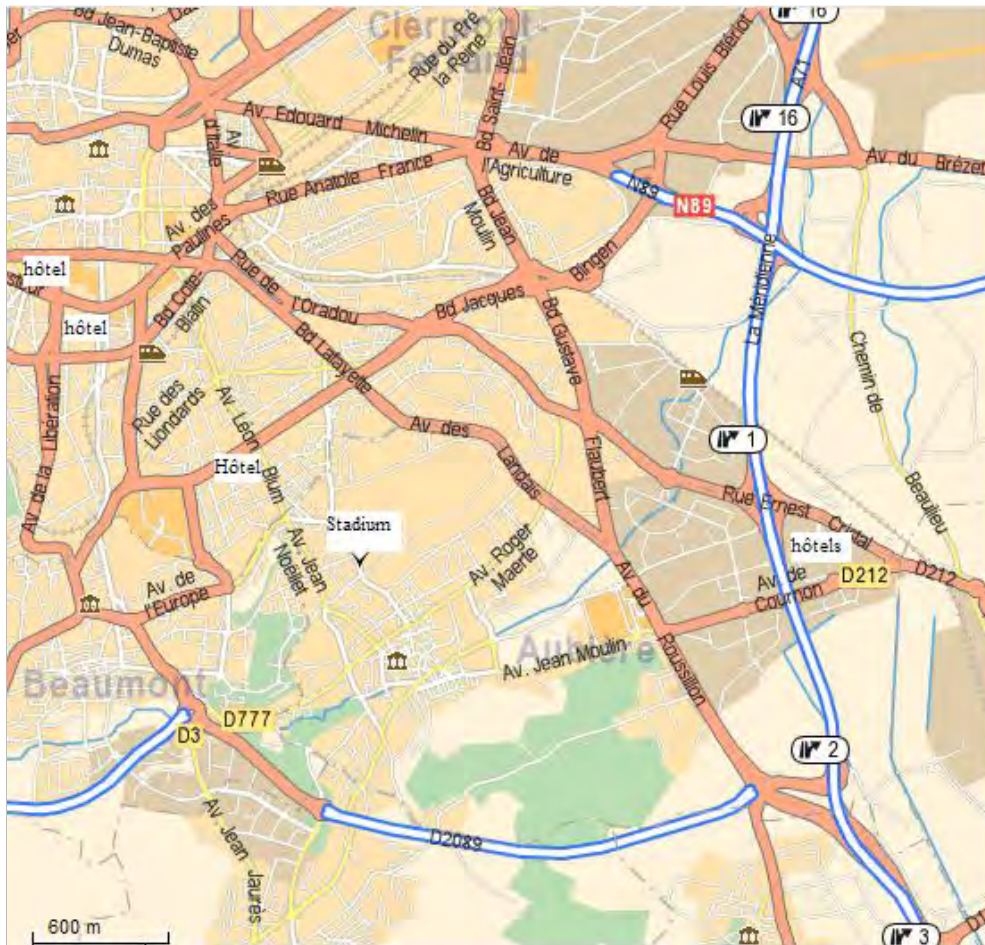 16
Clermont-
Ferrand
Bd Jean-Baptiste
Dumas
Rue du Pré
la Reine
Bd Saint-Jean
Rue Louis Blériot
A71
16
Av. Edouard Michelin
Av. de
l'Agriculture
Av. du Brézet
Av.
d'Italie
Rue Anatole France
N89
N89
Av. des
Paulines
Bd Jean
Moulin
Bingen
La Méridienne
hôtel
Rue de
l'Oradou
Bd Jacques
Bd Cote-
Blatin
hôtel
Bd Lafayette
Bd Gustave
Flaubert
Chemin de
Beaulieu
Rue des
Liondards
Av. Léon
Blum
Av. de la Libération
Av. des
Landais
1
Hôtel
Rue Ernest
Cristal
Stadium
hôtels
Av. Jean
Noëllet
Av. Roger
Maerte
D212
D212
Av. de
Cournon
Av. de
l'Europe
Av. du
Roussillon
Aubière
Av. Jean Moulin
Beaumont
D777
D3
2
Av. Jean
Jaurès
D2089
600 m
3